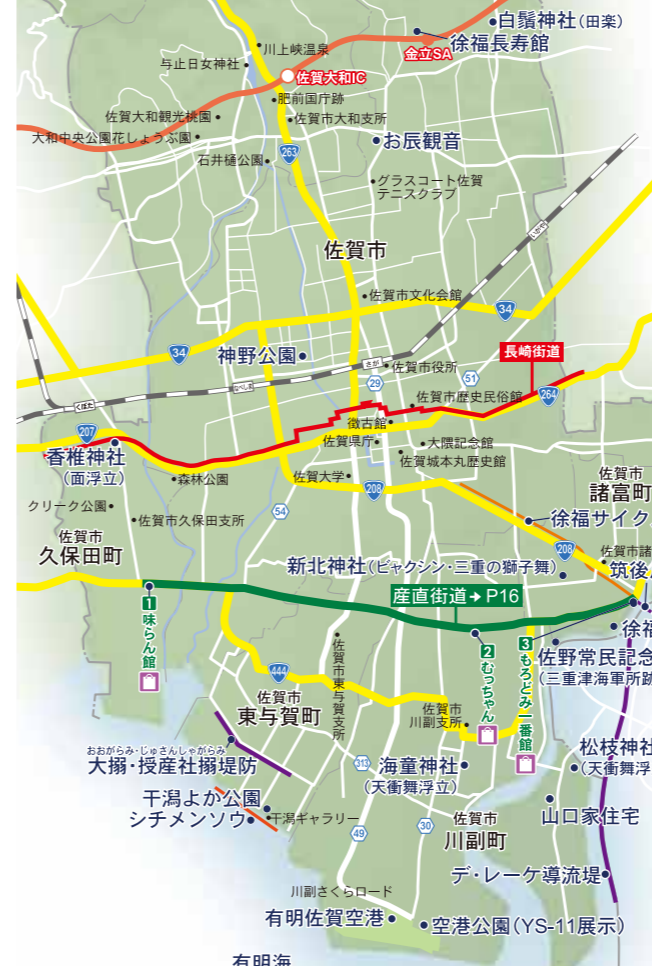 白鬚神社(田楽)
徐福長寿館
川上峡温泉
金立SA
与止日女神社
佐賀大和IC
肥前国庁跡
佐賀大和観光桃園
佐賀市大和支所
大和中央公園花しょうぶ園
お辰観音
石井樋公園
263
グラスコート佐賀
テニスクラブ
佐賀市
佐賀市文化会館
34
34
神野公園
長崎街道
さが
佐賀市役所
29
51
264
佐賀市歴史民俗館
くぼた
207
徴古館
佐賀県庁
大隈記念館
佐賀城本丸歴史館
香椎神社
(面浮立)
森林公園
佐賀大学
208
佐賀市
諸富町
クリーク公園
54
佐賀市久保田支所
徐福サイク
佐賀市
久保田町
208
佐賀市諸
新北神社(ビャクシン・三重の獅子舞)
筑後
産直街道→P16
1 味らん館
2 むっちゃん
3 もろどみ一番館
徐福
佐野常民記念
(三重津海軍所跡
佐賀市東与賀支所
444
佐賀市
東与賀町
佐賀市
川副支所
おおがらみ・じゅさんしゃがらみ
大搦・授産社搦堤防
313
海童神社
(天衝舞浮立)
松枝神社
(天衝舞浮
干潟よか公園
シチメンソウ
干潟ギャラリー
山口家住宅
49
30
佐賀市
川副町
デ・レーケ導流堤
川副さくらロード
有明佐賀空港
空港公園(YS-11展示)
有明海